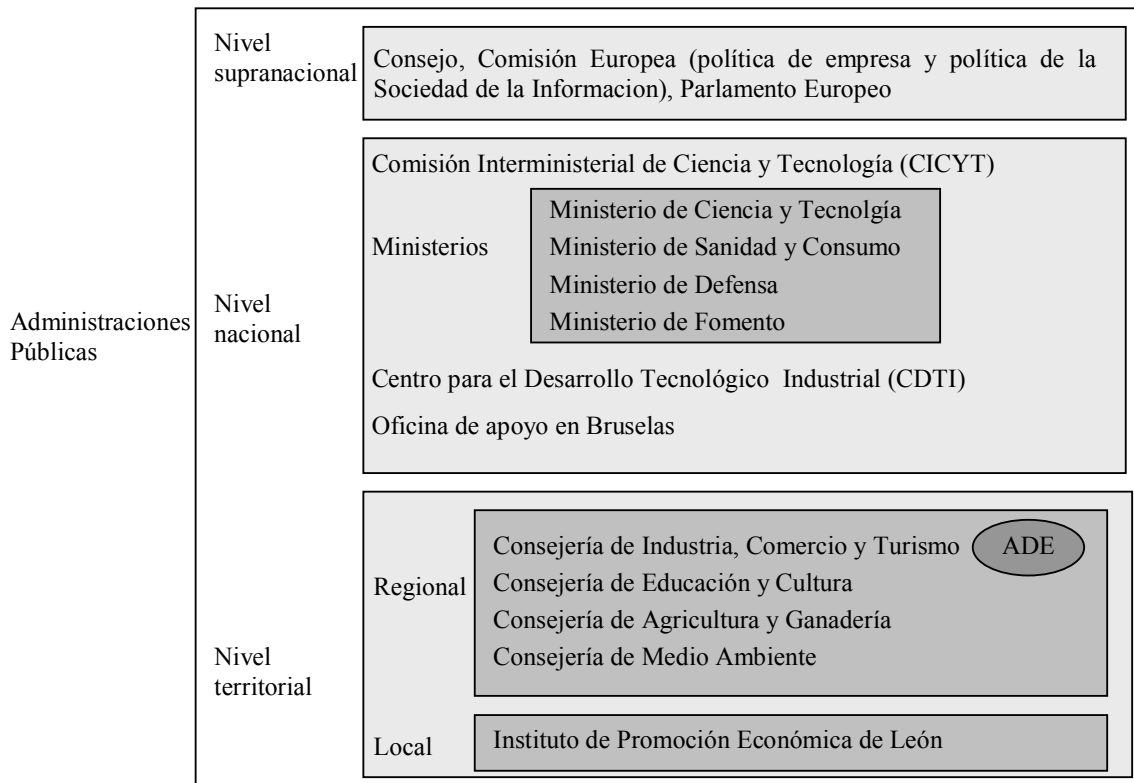 Administraciones
Públicas
Nivel
supranacional
Consejo, Comisión Europea (política de empresa y política de la
Sociedad de la Informacion), Parlamento Europeo
Nivel
nacional
Comisión Interministerial de Ciencia y Tecnología (CICYT)
Ministerios
Ministerio de Ciencia y Tecnolgía
Ministerio de Sanidad y Consumo
Ministerio de Defensa
Ministerio de Fomento
Centro para el Desarrollo Tecnológico Industrial (CDTI)
Oficina de apoyo en Bruselas
Nivel
territorial
Regional
Consejería de Industria, Comercio y Turismo
ADE
Consejería de Educación y Cultura
Consejería de Agricultura y Ganadería
Consejería de Medio Ambiente
Local
Instituto de Promoción Económica de León